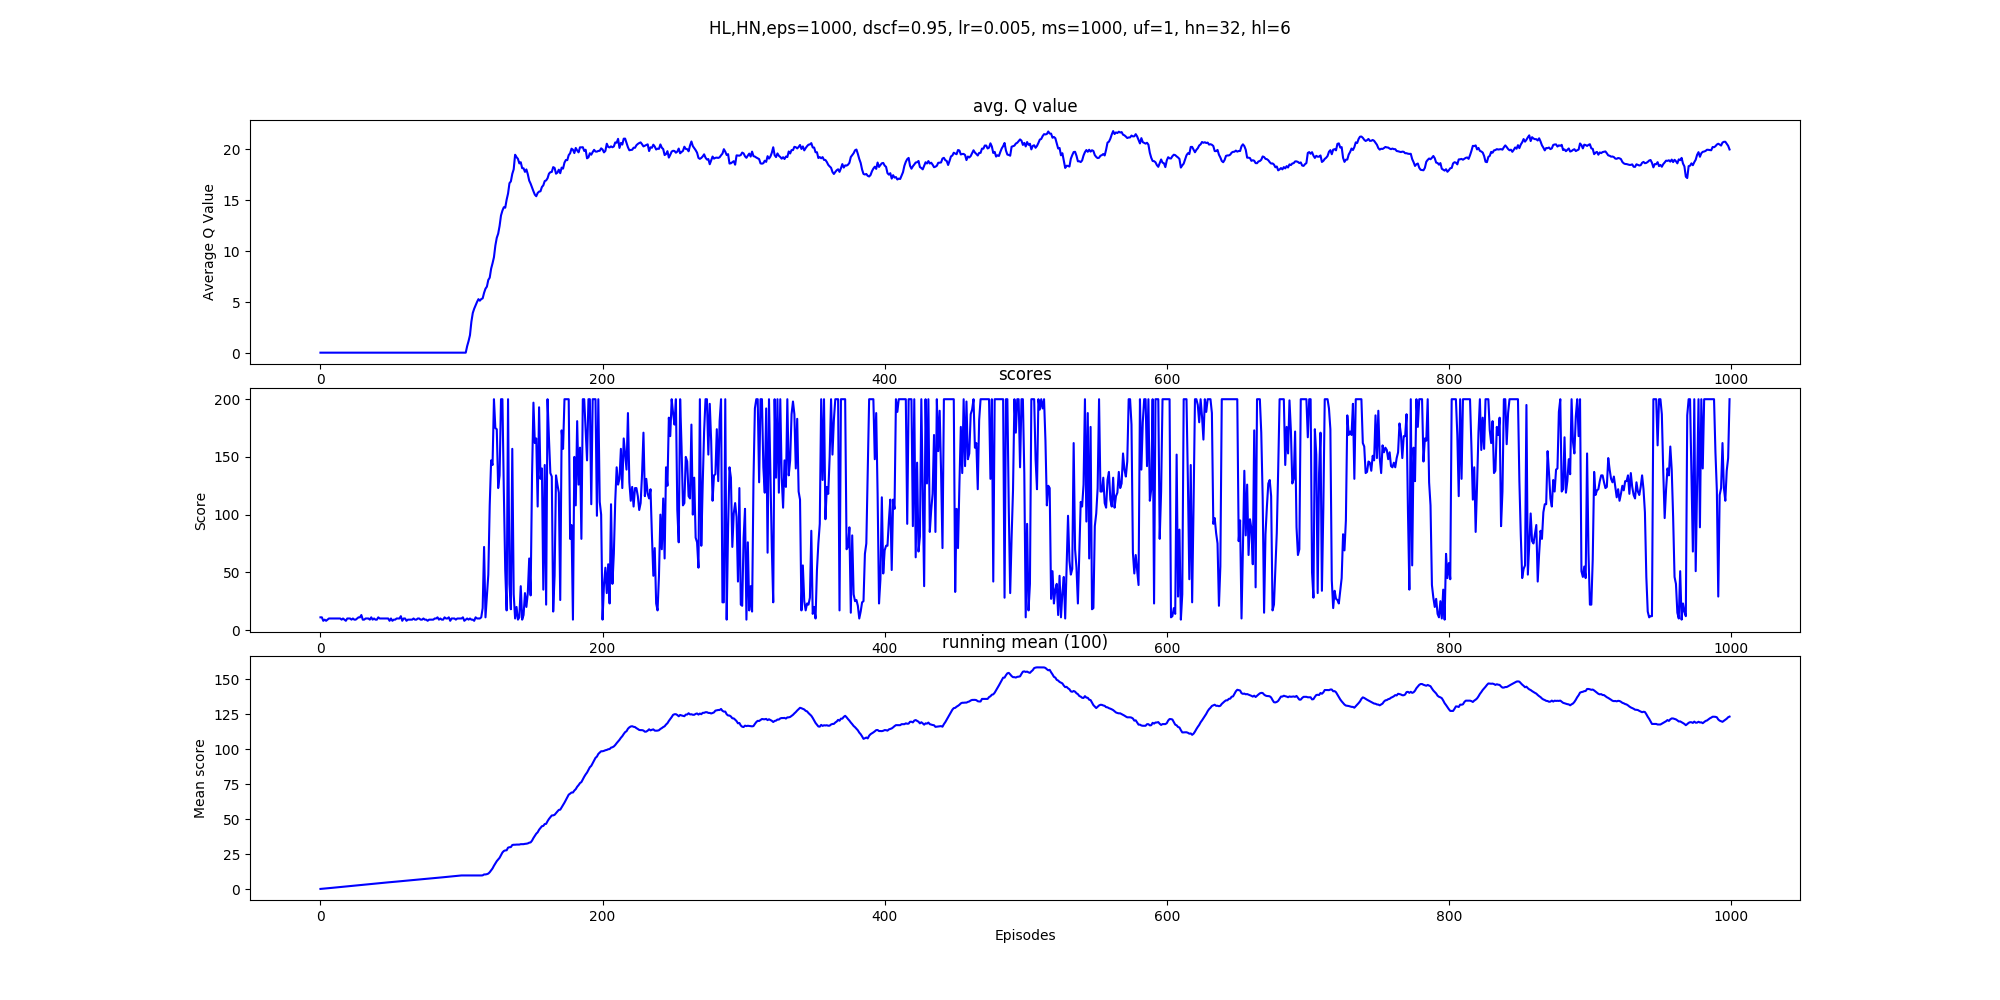 HL,HN,eps=1000, dscf=0.95, lr=0.005, ms=1000, uf=1, hn=32, hl=6
avg. Q value
Average Q Value
20
15
10
5
0
0 200 400 600 800 1000
scores
Score
200
150
100
50
0
0 200 400 600 800 1000
running mean (100)
Mean score
150
125
100
75
50
25
0
0 200 400 600 800 1000
Episodes